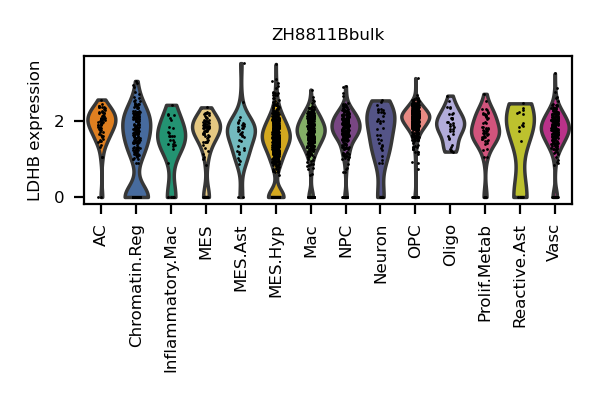 ZH8811Bbulk
LDHB expression
2
0
AC
Chromatin.Reg
Inflammatory.Mac
MES
MES.Ast
MES.Hyp
Mac
NPC
Neuron
OPC
Oligo
Prolif.Metab
Reactive.Ast
Vasc